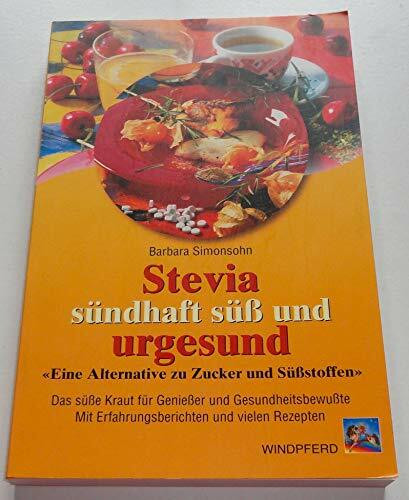 Barbara Simonsohn
Stevia
sündhaft süß und
urgesund
«Eine Alternative zu Zucker und Süßstoffen»
Das süße Kraut für Genießer und Gesundheitsbewußte
Mit Erfahrungsberichten und vielen Rezepten
WINDPFERD